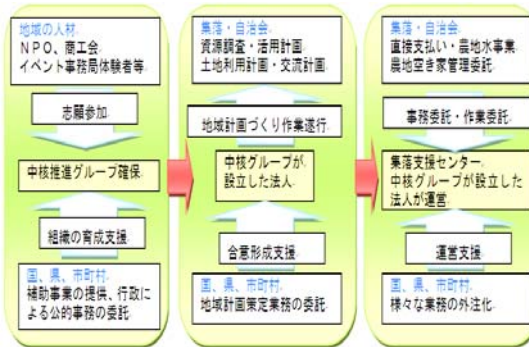 地域の人材
NPO、商工会
イベント事務局体験者等
志願参加
中核推進グループ確保
組織の育成支援
国、県、市町村
補助事業の提供、行政に
よる公的事務の委託
集落・自治会
資源調査・活用計画
土地利用計画・交流計画
地域計画づくり作業遂行
中核グループが
設立した法人
合意形成支援
国、県、市町村
地域計画策定業務の委託
集落・自治会
直接支払い・農地水事業
農地空き家管理委託
事務委託・作業委託
集落支援センター
中核グループが設立した
法人が運営
運営支援
国、県、市町村
様々な業務の外注化